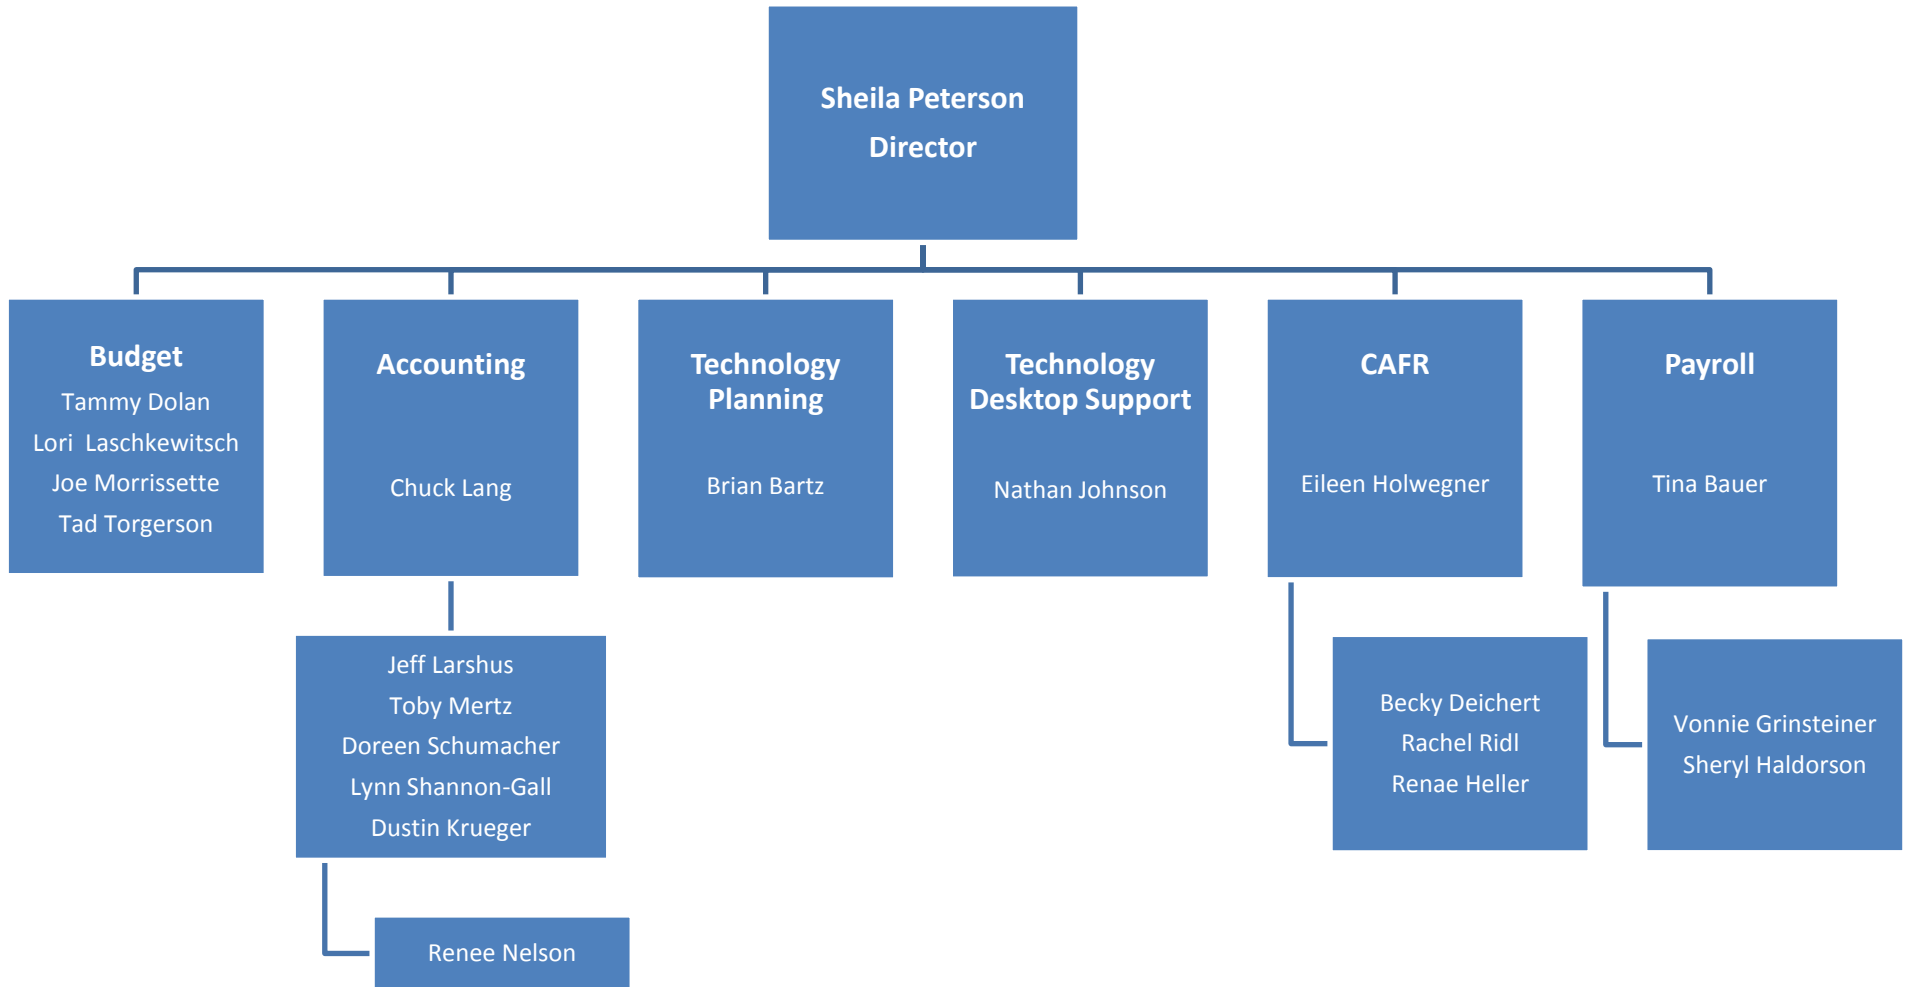 Sheila Peterson
Director
Budget
Tammy Dolan
Lori  Laschkewitsch
Joe Morrissette
Tad Torgerson
Accounting
Chuck Lang
Technology
Planning
Brian Bartz
Technology
Desktop Support
Nathan Johnson
CAFR
Eileen Holwegner
Payroll
Tina Bauer
Jeff Larshus
Toby Mertz
Doreen Schumacher
Lynn Shannon-Gall
Dustin Krueger
Renee Nelson
Becky Deichert
Rachel Ridl
Renae Heller
Vonnie Grinsteiner
Sheryl Haldorson